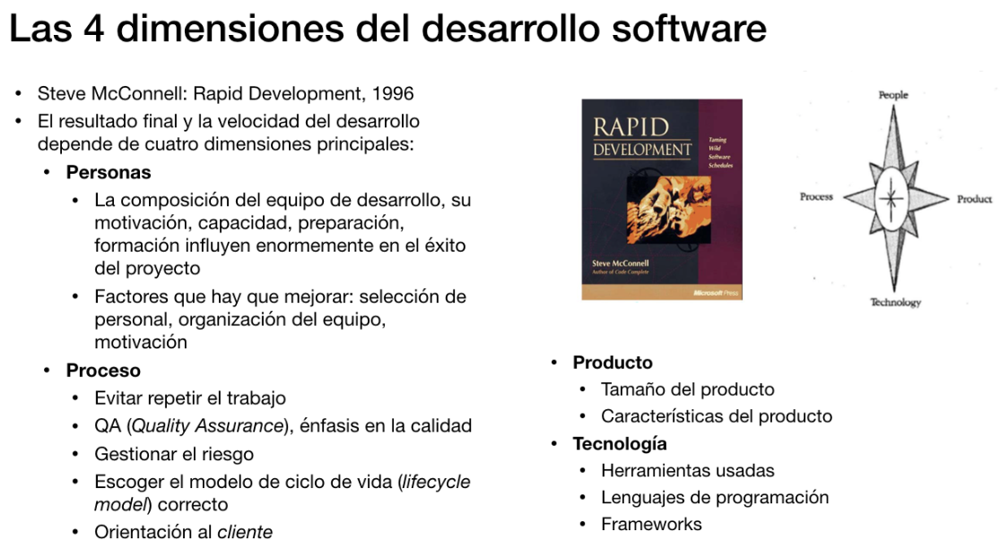 Las 4 dimensiones del desarrollo software
• Steve McConnell: Rapid Development, 1996
• El resultado final y la velocidad del desarrollo
depende de cuatro dimensiones principales:
• Personas
• La composición del equipo de desarrollo, su
motivación, capacidad, preparación,
formación influyen enormemente en el éxito
del proyecto
• Factores que hay que mejorar: selección de
personal, organización del equipo,
motivación
• Proceso
• Evitar repetir el trabajo
• QA (Quality Assurance), énfasis en la calidad
• Gestionar el riesgo
• Escoger el modelo de ciclo de vida (lifecycle
model) correcto
• Orientación al cliente
RAPID
DEVELOPMENT
Taming
Wild
Software
Schedules
Steve McConnell
Author of Code Complete
Microsoft Press
People
Process
Product
Technology
• Producto
• Tamaño del producto
• Características del producto
• Tecnología
• Herramientas usadas
• Lenguajes de programación
• Frameworks